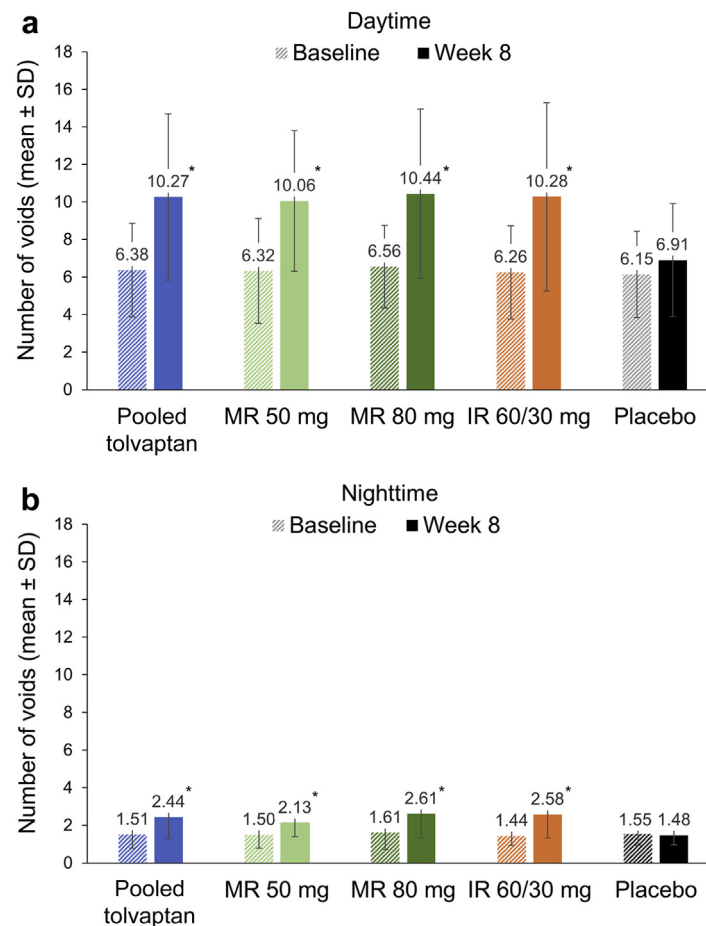 a
Daytime
Baseline Week 8
Number of voids (mean ± SD)
18
16
14
12
10
8
6
4
2
0
6.38 10.27 * 6.32 10.06 * 6.56 10.44 * 6.26 10.28 * 6.15 6.91
Pooled tolvaptan MR 50 mg MR 80 mg IR 60/30 mg Placebo
b
Nighttime
Baseline Week 8
Number of voids (mean ± SD)
18
16
14
12
10
8
6
4
2
0
1.51 2.44 * 1.50 2.13 * 1.61 2.61 * 1.44 2.58 * 1.55 1.48
Pooled tolvaptan MR 50 mg MR 80 mg IR 60/30 mg Placebo